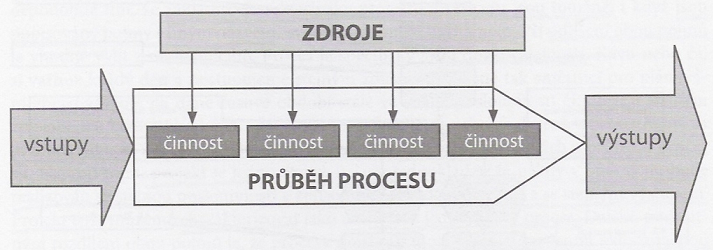 ZDROJE
vstupy
činnost činnost činnost činnost
výstupy
PRŮBĚH PROCESU